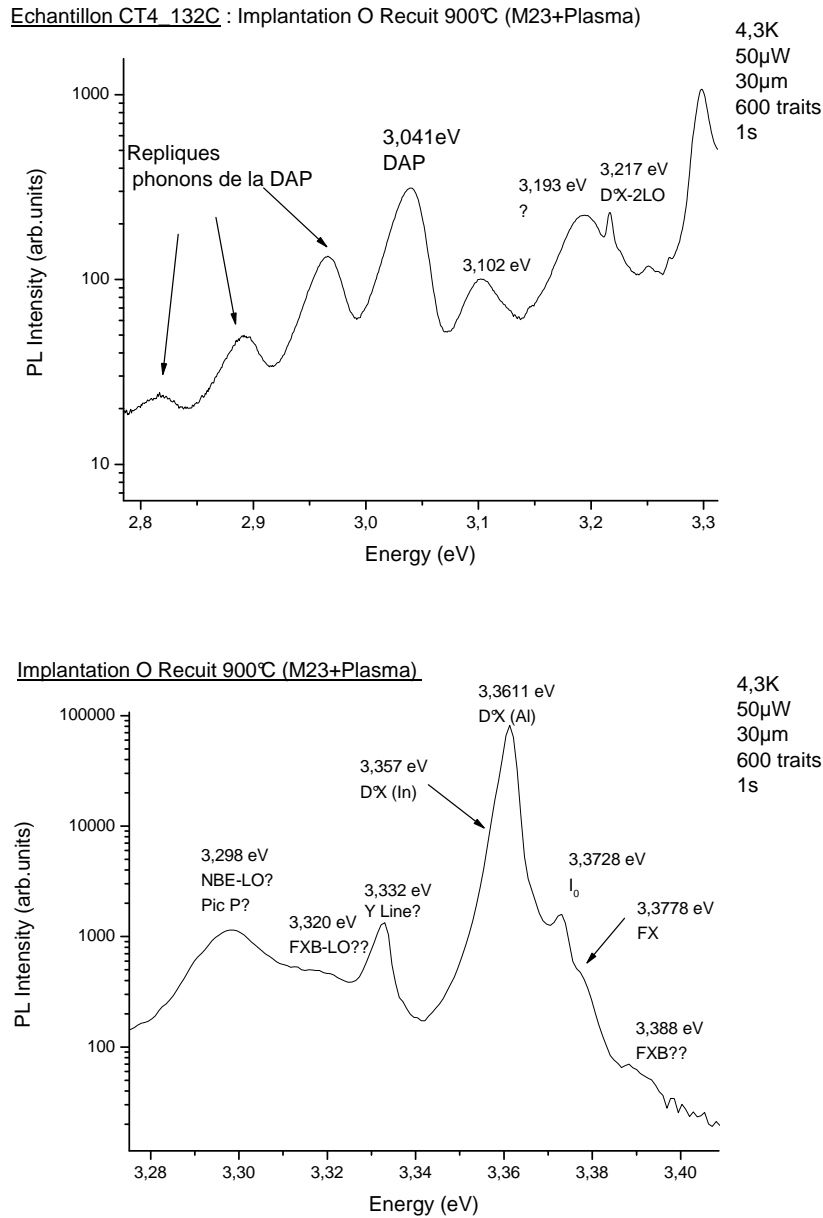 Echantillon CT4_132C : Implantation O Recuit 900°C (M23+Plasma)
4,3K
50µW
30µm
600 traits
1s
1000
100
10
PL Intensity (arb.units)
Repliques
phonons de la DAP
3,041eV
DAP
3,102 eV
3,193 eV
?
3,217 eV
D°X-2LO
2,8
2,9
3,0
3,1
3,2
3,3
Energy (eV)
Implantation O Recuit 900°C (M23+Plasma)
4,3K
50µW
30µm
600 traits
1s
100000
10000
1000
100
PL Intensity (arb.units)
3,298 eV
NBE-LO?
Pic P?
3,320 eV
FXB-LO??
3,332 eV
Y Line?
3,357 eV
D°X (In)
3,3611 eV
D°X (Al)
3,3728 eV
I₀
3,3778 eV
FX
3,388 eV
FXB??
3,28
3,30
3,32
3,34
3,36
3,38
3,40
Energy (eV)